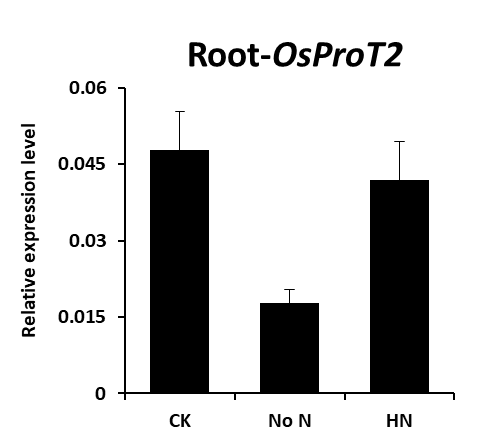 Root-OsProT2
Relative expression level
0.06
0.045
0.03
0.015
0
CK No N HN